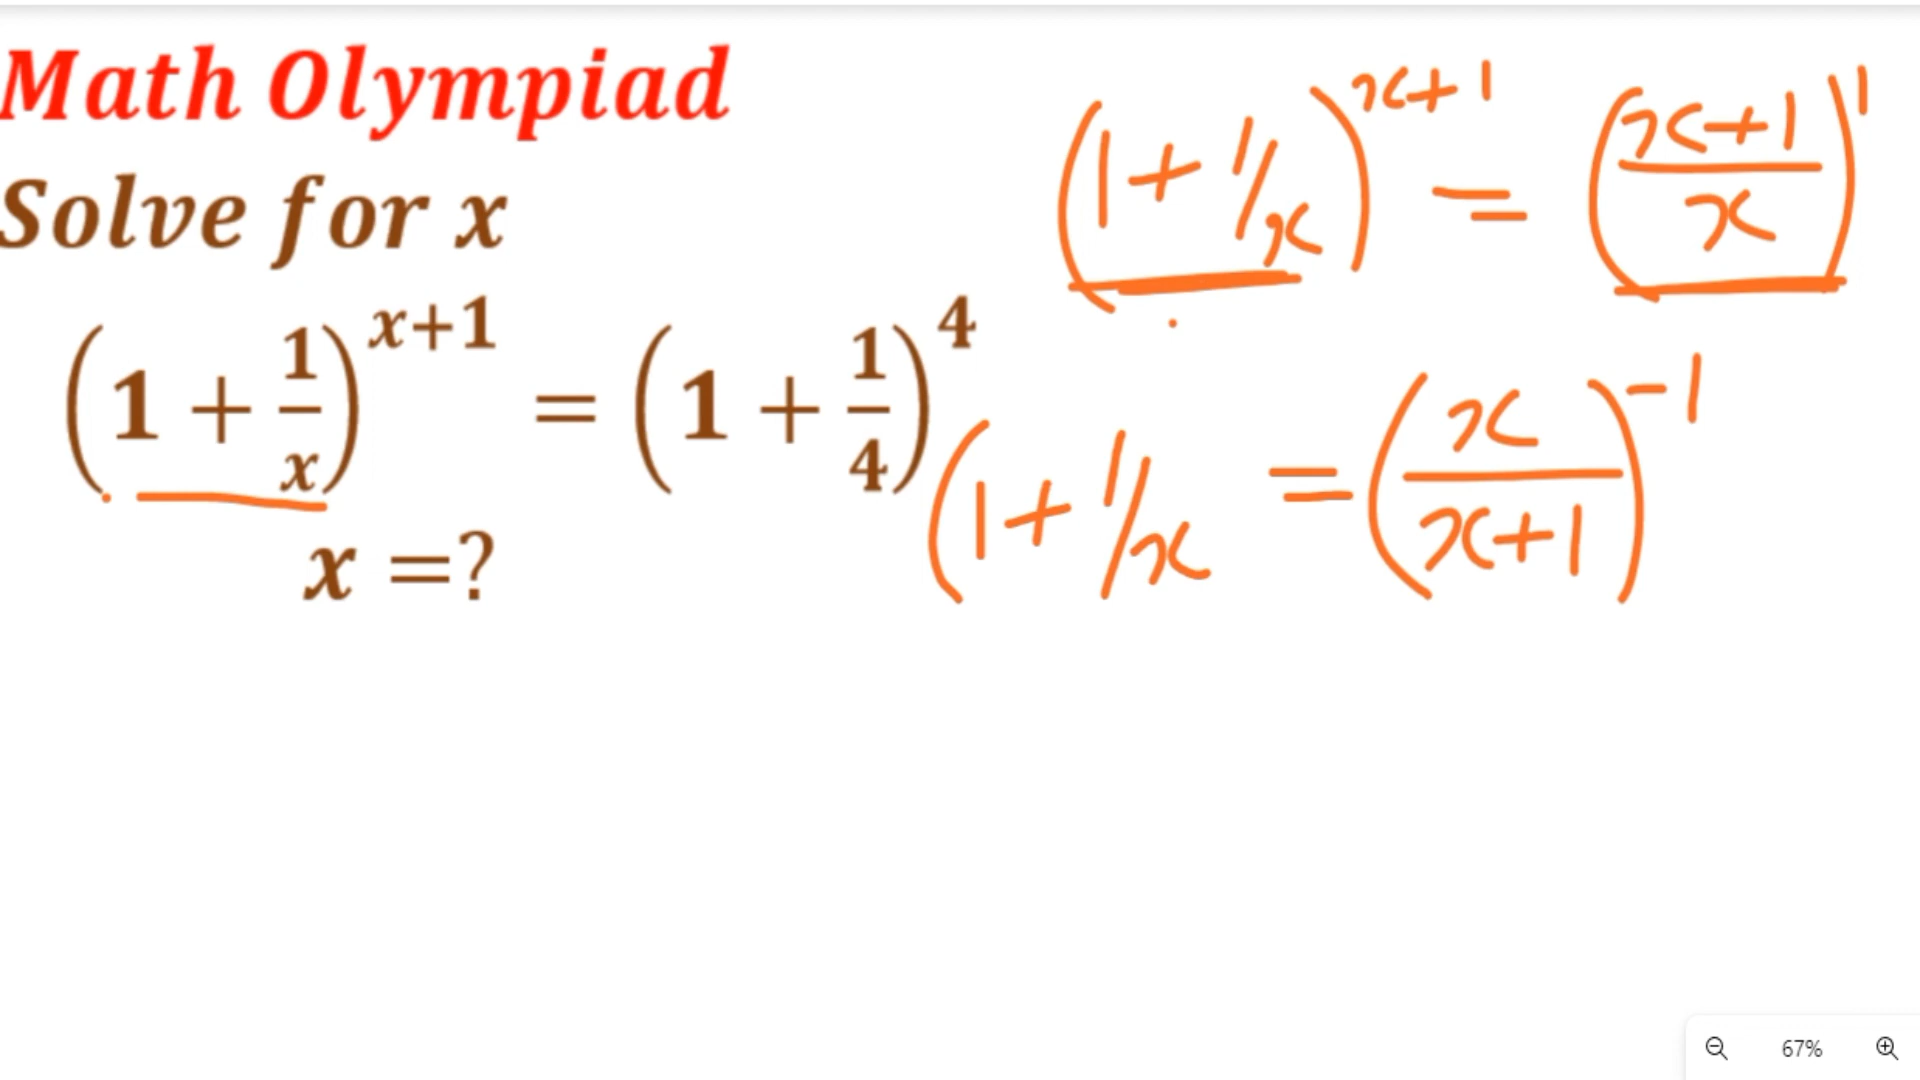 Math Olympiad
Solve for x
(1 + 1/x)^{x+1} = (1 + 1/4)^4
x =?
(1 + 1/x)^{x+1} = ((x+1)/x)^1
(1 + 1/x = (x/(x+1))^{-1}
67%